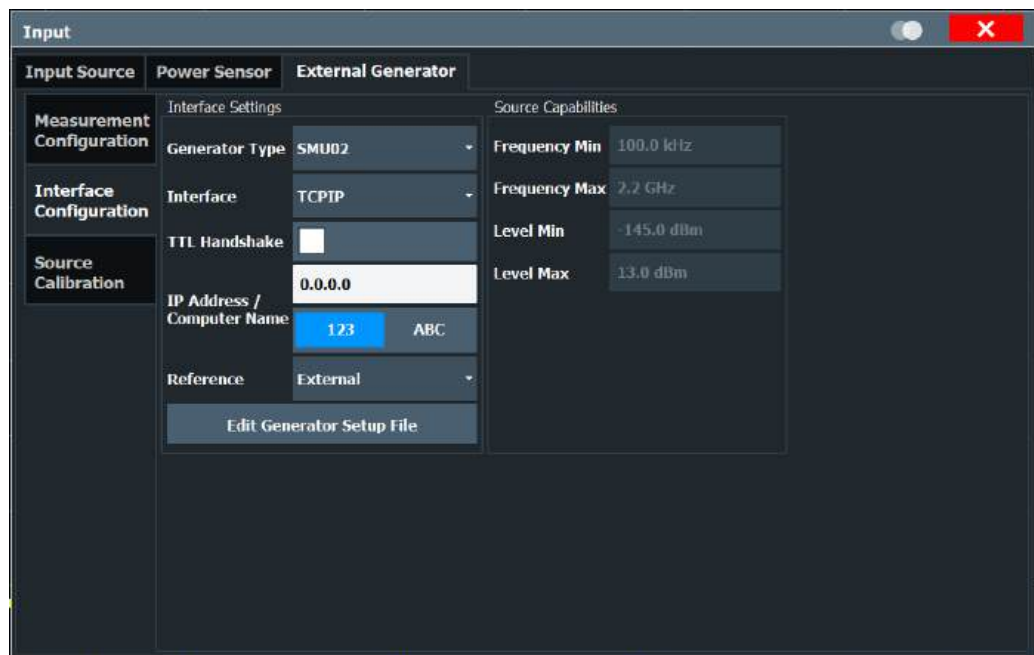 Input
Input Source Power Sensor External Generator
Measurement
Configuration
Interface
Configuration
Source
Calibration
Interface Settings
Generator Type SMU02
Interface TCPIP
TTL Handshake
IP Address /
Computer Name
0.0.0.0
123 ABC
Reference External
Edit Generator Setup File
Source Capabilities
Frequency Min 100.0 kHz
Frequency Max 2.2 GHz
Level Min -145.0 dBm
Level Max 13.0 dBm